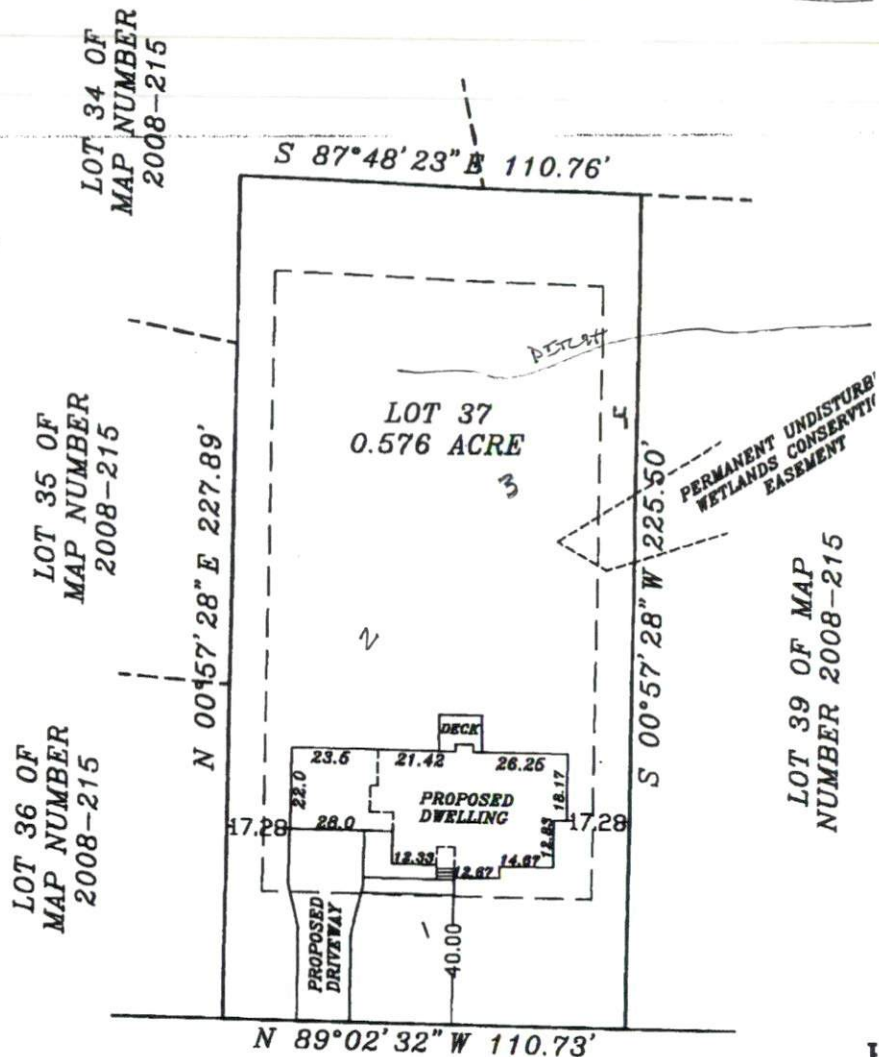 LOT 34 OF
MAP NUMBER
2008-215
S 87°48'23" E 110.76'
DITCH
LOT 37
0.576 ACRE
3
4
PERMANENT
WETLANDS
EASEMENT
LOT 35 OF
MAP NUMBER
2008-215
N 00°57'28" E 227.89'
S 00°57'28" W 225.50'
2
LOT 39 OF MAP
NUMBER 2008-215
DECK
23.5
21.42
26.25
22.0
PROPOSED
DWELLING
18.17
17.28
28.0
12.83
17.28
12.33
12.67
14.67
LOT 36 OF
MAP NUMBER
2008-215
PROPOSED
DRIVEWAY
1
40.00
N 89°02'32" W 110.73'